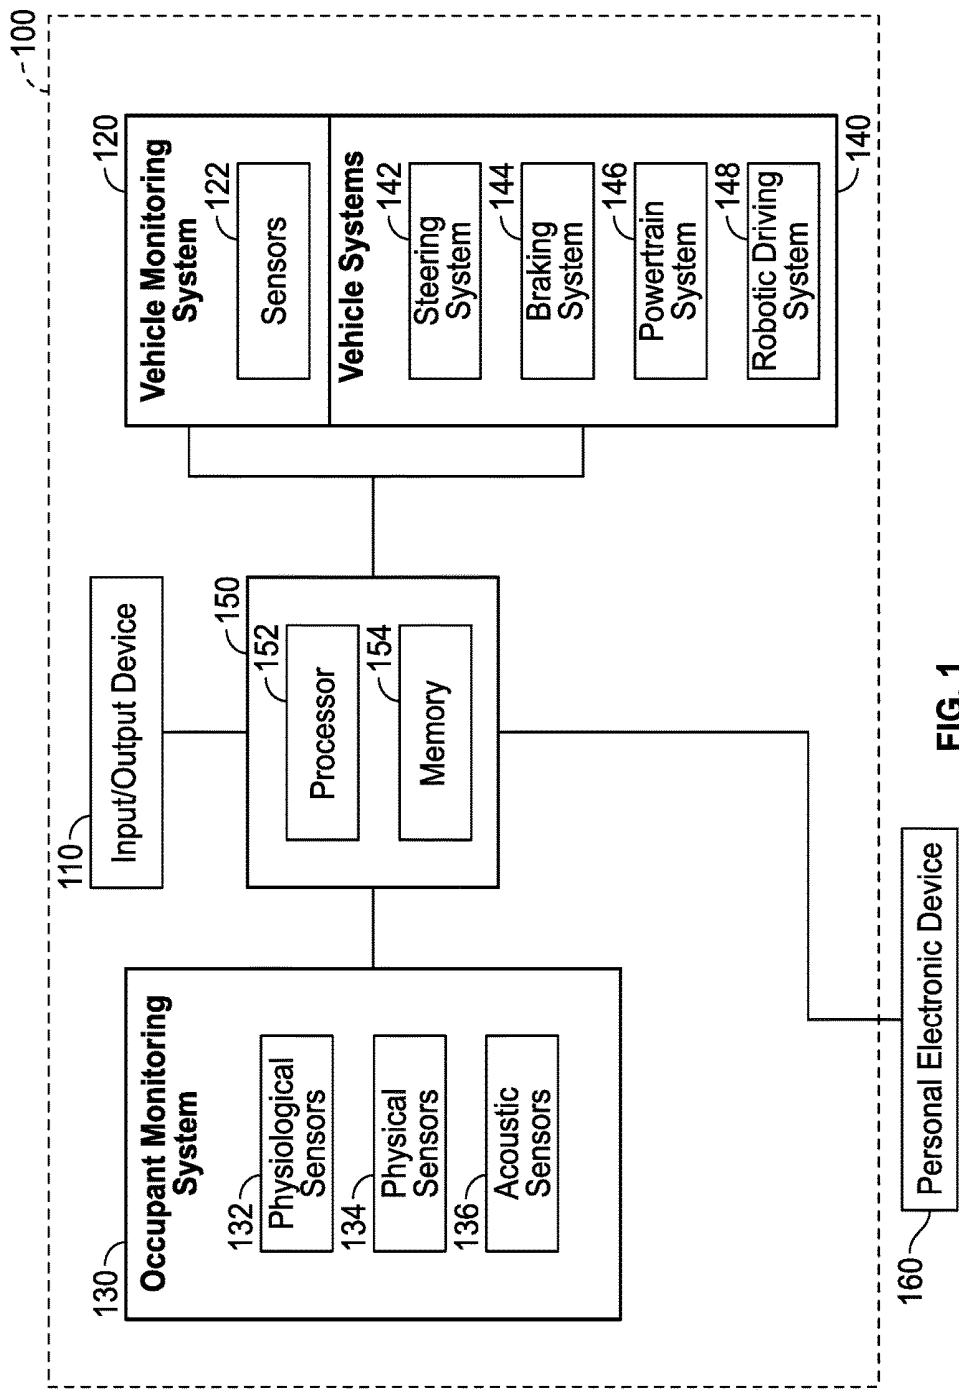 100
110
Input/Output Device
130
Occupant Monitoring
System
132
Physiological
Sensors
134
Physical
Sensors
136
Acoustic
Sensors
150
152
Processor
154
Memory
120
Vehicle Monitoring
System
122
Sensors
Vehicle Systems
142
Steering
System
144
Braking
System
146
Powertrain
System
148
Robotic Driving
System
140
160
Personal Electronic Device
FIG. 1